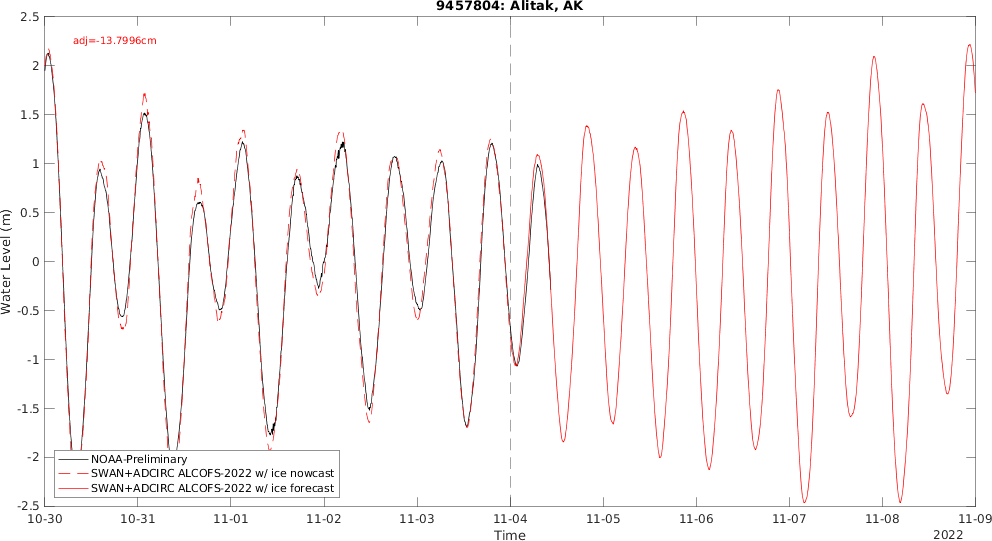 9457804: Alitak, AK
adj=-13.7996cm
Water Level (m)
2.5
2
1.5
1
0.5
0
-0.5
-1
-1.5
-2
-2.5
NOAA-Preliminary
SWAN+ADCIRC ALCOFS-2022 w/ ice nowcast
SWAN+ADCIRC ALCOFS-2022 w/ ice forecast
10-30 10-31 11-01 11-02 11-03 11-04 11-05 11-06 11-07 11-08 11-09
Time
2022